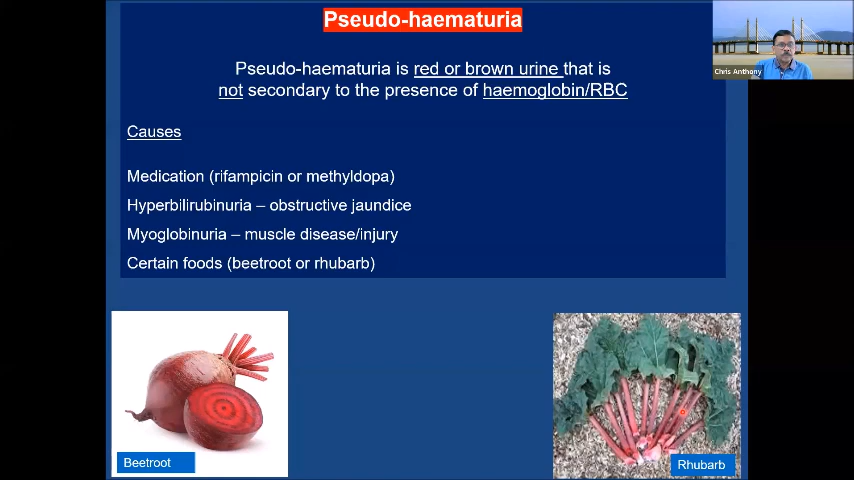 Pseudo-haematuria
Chris Anthony
Pseudo-haematuria is red or brown urine that is
not secondary to the presence of haemoglobin/RBC
Causes
Medication (rifampicin or methyldopa)
Hyperbilirubinuria – obstructive jaundice
Myoglobinuria – muscle disease/injury
Certain foods (beetroot or rhubarb)
Beetroot
Rhubarb